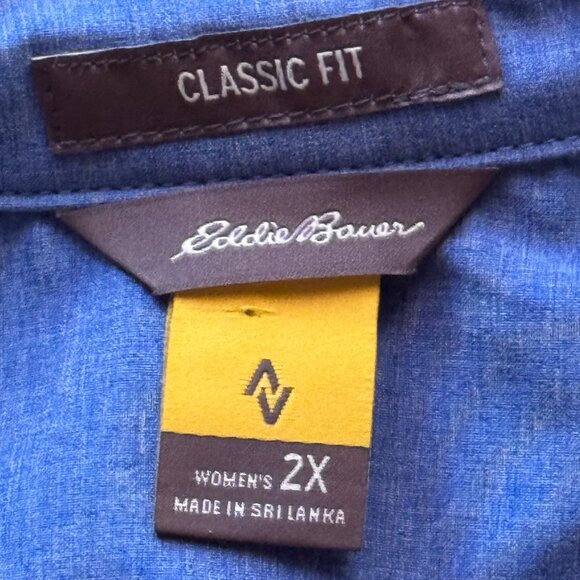 CLASSIC FIT
Eddie Bauer
WOMEN'S 2X
MADE IN SRI LANKA